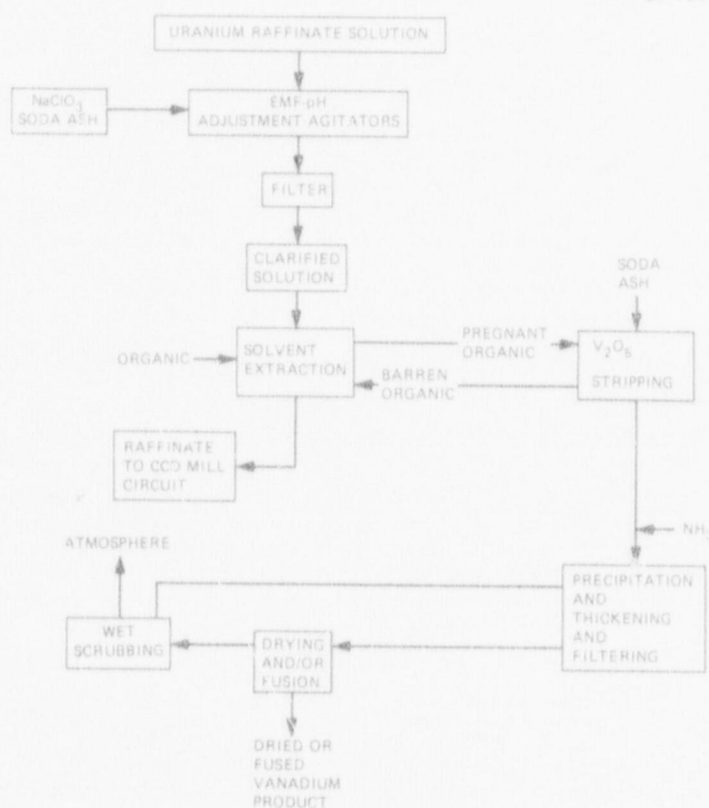 URANIUM RAFFINATE SOLUTION
NaClO3
SODA ASH
EMF-pH
ADJUSTMENT AGITATORS
FILTER
CLARIFIED
SOLUTION
SODA
ASH
ORGANIC
SOLVENT
EXTRACTION
PREGNANT
ORGANIC
BARREN
ORGANIC
V2O5
STRIPPING
RAFFINATE
TO CCD MILL
CIRCUIT
NH
ATMOSPHERE
PRECIPITATION
AND
THICKENING
AND
FILTERING
WET
SCRUBBING
DRYING
AND/OR
FUSION
DRIED OR
FUSED
VANADIUM
PRODUCT